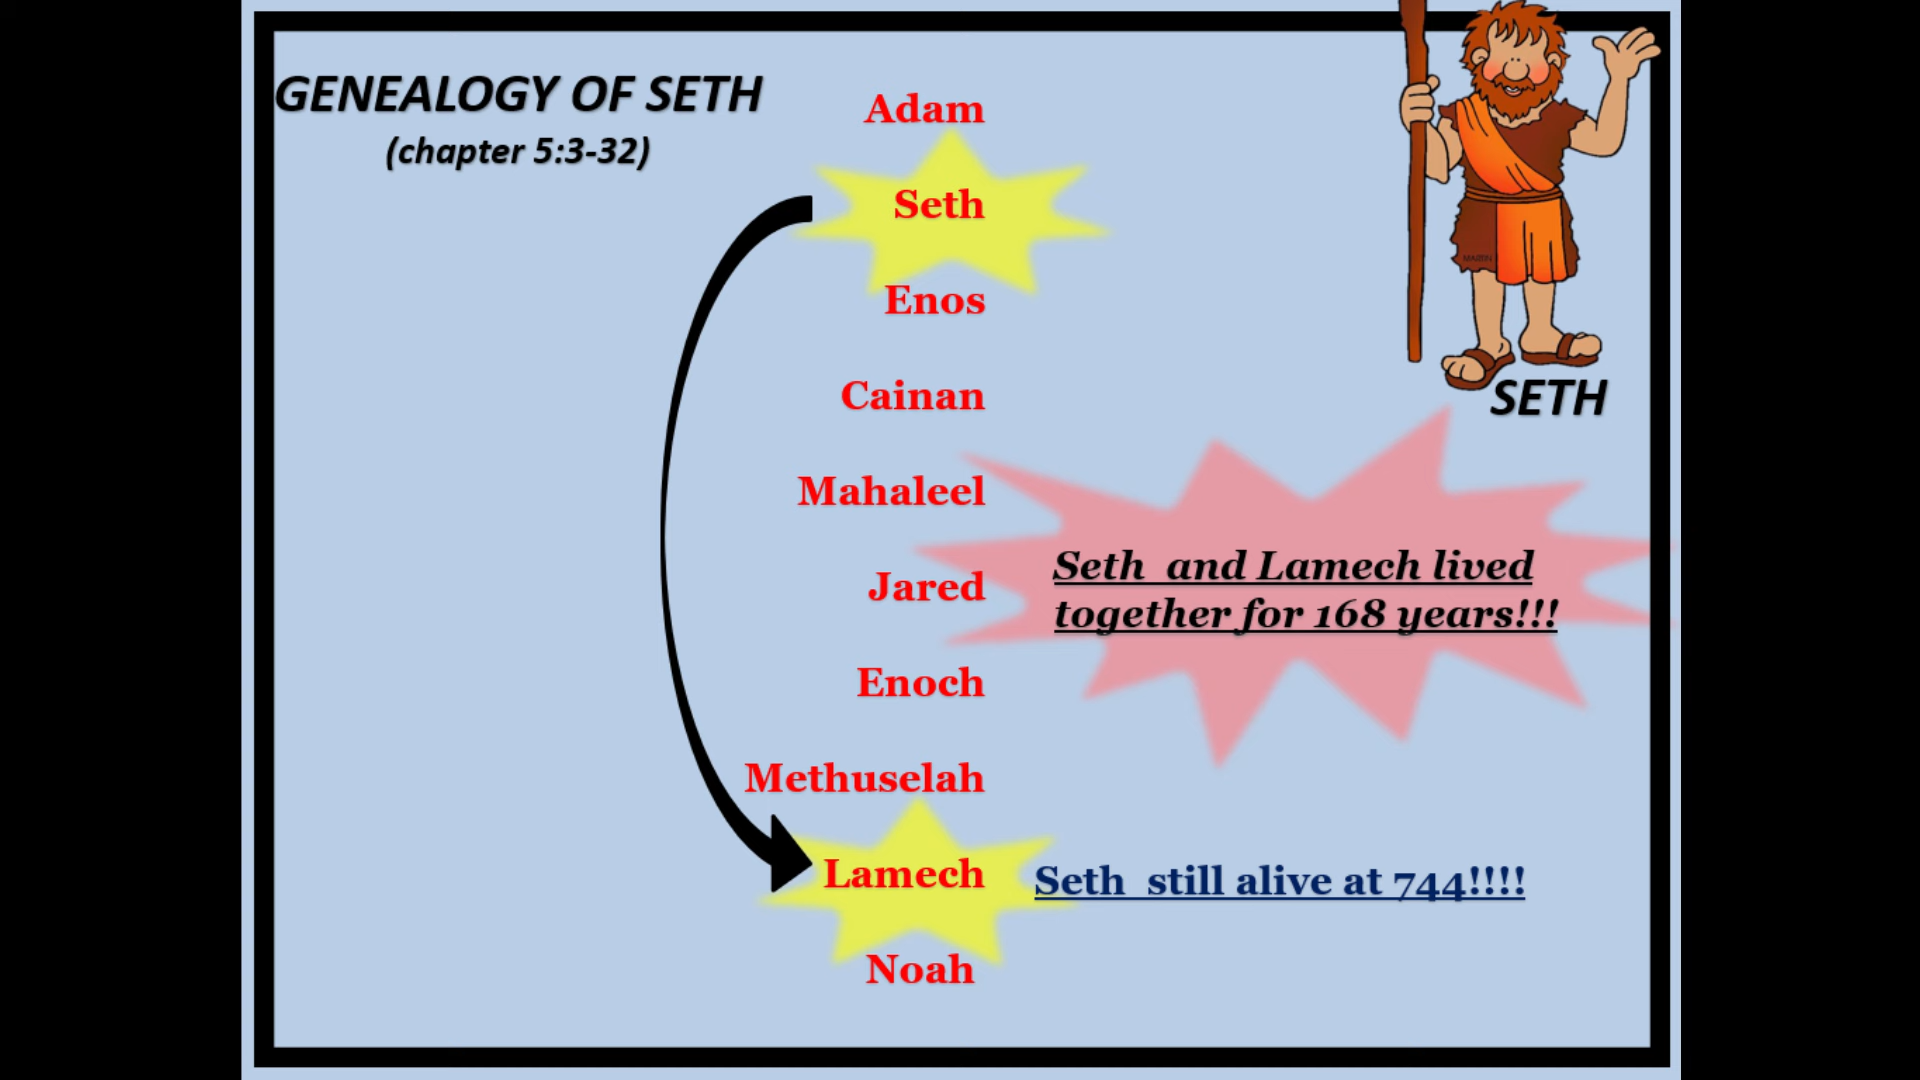 GENEALOGY OF SETH
(chapter 5:3-32)
Adam
Seth
Enos
Cainan
Mahaleel
Jared
Enoch
Methuselah
Lamech
Noah
SETH
Seth and Lamech lived
together for 168 years!!!
Seth still alive at 744!!!!